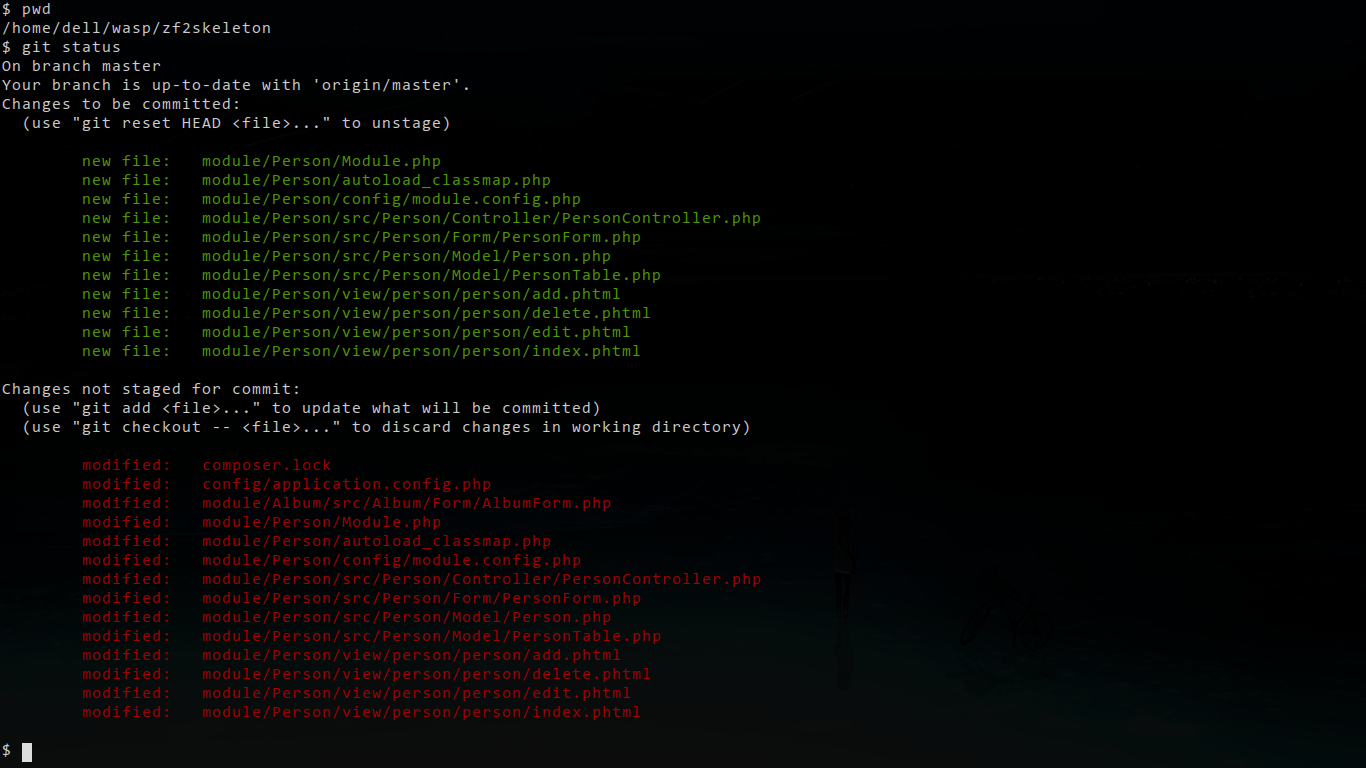 $ pwd
/home/dell/wasp/zf2skeleton
$ git status
On branch master
Your branch is up-to-date with 'origin/master'.
Changes to be committed:
  (use "git reset HEAD <file>..." to unstage)

        new file:   module/Person/Module.php
        new file:   module/Person/autoload_classmap.php
        new file:   module/Person/config/module.config.php
        new file:   module/Person/src/Person/Controller/PersonController.php
        new file:   module/Person/src/Person/Form/PersonForm.php
        new file:   module/Person/src/Person/Model/Person.php
        new file:   module/Person/src/Person/Model/PersonTable.php
        new file:   module/Person/view/person/person/add.phtml
        new file:   module/Person/view/person/person/delete.phtml
        new file:   module/Person/view/person/person/edit.phtml
        new file:   module/Person/view/person/person/index.phtml

Changes not staged for commit:
  (use "git add <file>..." to update what will be committed)
  (use "git checkout -- <file>..." to discard changes in working directory)

        modified:   composer.lock
        modified:   config/application.config.php
        modified:   module/Album/src/Album/Form/AlbumForm.php
        modified:   module/Person/Module.php
        modified:   module/Person/autoload_classmap.php
        modified:   module/Person/config/module.config.php
        modified:   module/Person/src/Person/Controller/PersonController.php
        modified:   module/Person/src/Person/Form/PersonForm.php
        modified:   module/Person/src/Person/Model/Person.php
        modified:   module/Person/src/Person/Model/PersonTable.php
        modified:   module/Person/view/person/person/add.phtml
        modified:   module/Person/view/person/person/delete.phtml
        modified:   module/Person/view/person/person/edit.phtml
        modified:   module/Person/view/person/person/index.phtml

$